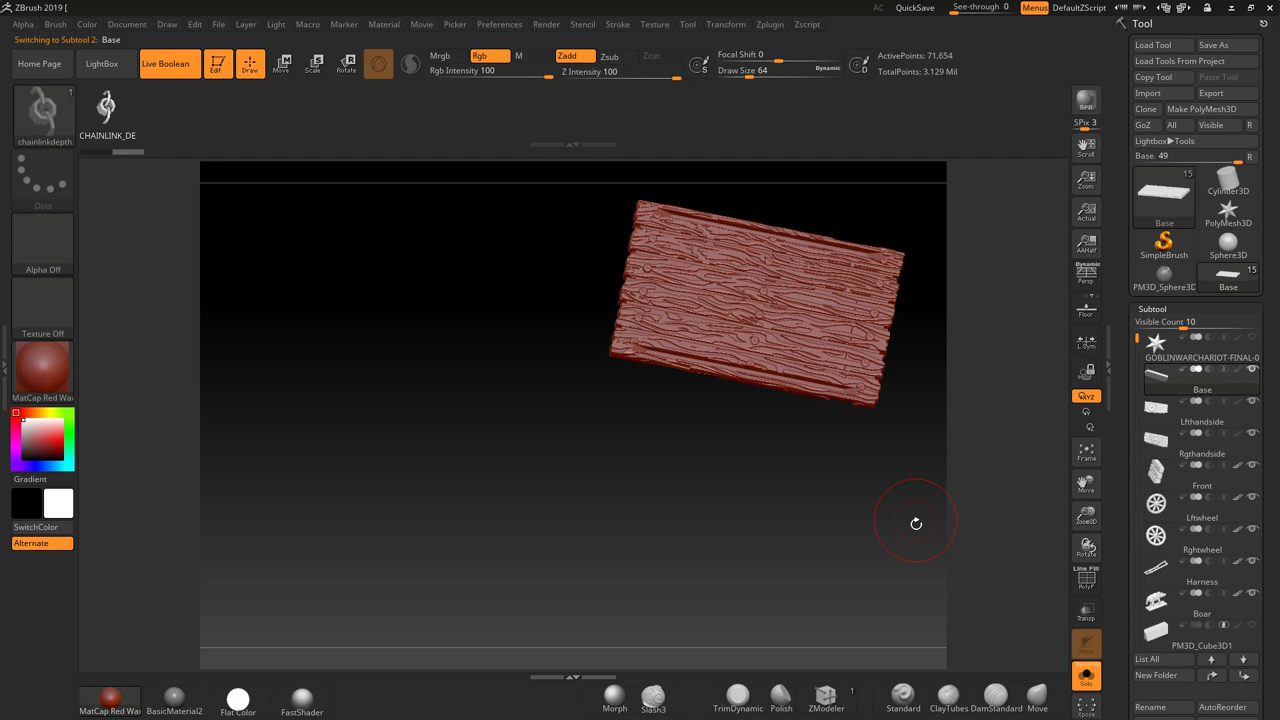 ZBrush 2019 [
AC QuickSave See-through 0 Menus DefaultZScript
Alpha Brush Color Document Draw Edit File Layer Light Macro Marker Material Movie Picker Preferences Render Stencil Stroke Texture Tool Transform Zplugin Zscript
Switching to Subtool 2: Base
Home Page LightBox Live Boolean Edit Draw Move Scale Rotate
Mrgb Rgb M Zadd Zsub Zcut
Rgb Intensity 100 Z Intensity 100
Focal Shift 0
Draw Size 64 Dynamic
S
D
ActivePoints: 71,654
TotalPoints: 3.129 Mil
1
chainlinkdepth
CHAINLINK_DE
Dots
Alpha Off
Texture Off
MatCap Red Wax
Gradient
SwitchColor
Alternate
BPR
SPix 3
Scroll
Zoom
Actual
AAHalf
Dynamic
Persp
Floor
L.Sym
XYZ
Frame
Move
Zoom3D
Rotate
Line Fill
PolyF
Transp
Solo
Xpose
Tool
Load Tool Save As
Load Tools From Project
Copy Tool Paste Tool
Import Export
Clone Make PolyMesh3D
GoZ All Visible R
Lightbox▶Tools
Base. 49 R
15
Base
Cylinder3D
PolyMesh3D
SimpleBrush Sphere3D
15
PM3D_Sphere3D Base
Subtool
Visible Count 10
GOBLINWARCHARIOT-FINAL-0
Base
Lfthandside
Rgthandside
Front
Lftwheel
Rghtwheel
Harness
Boar
PM3D_Cube3D1
List All
New Folder
Rename AutoReorder
MatCap Red Wax BasicMaterial2 Flat Color FastShader
Morph Slash3 TrimDynamic Polish ZModeler 1 Standard ClayTubes DamStandard Move